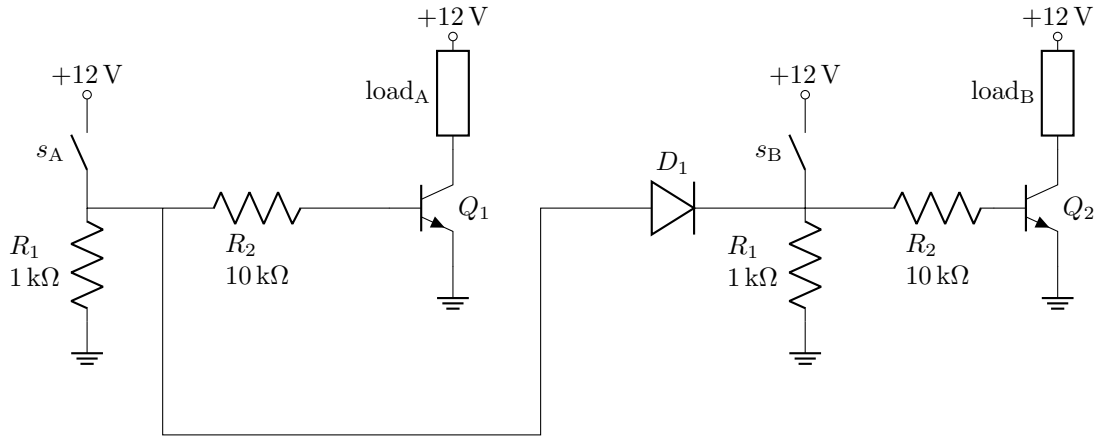 +12 V
+12 V
load_A
+12 V
s_A
R_1
1 kΩ
R_2
10 kΩ
Q_1
D_1
+12 V
s_B
R_1
1 kΩ
R_2
10 kΩ
load_B
Q_2
+12 V